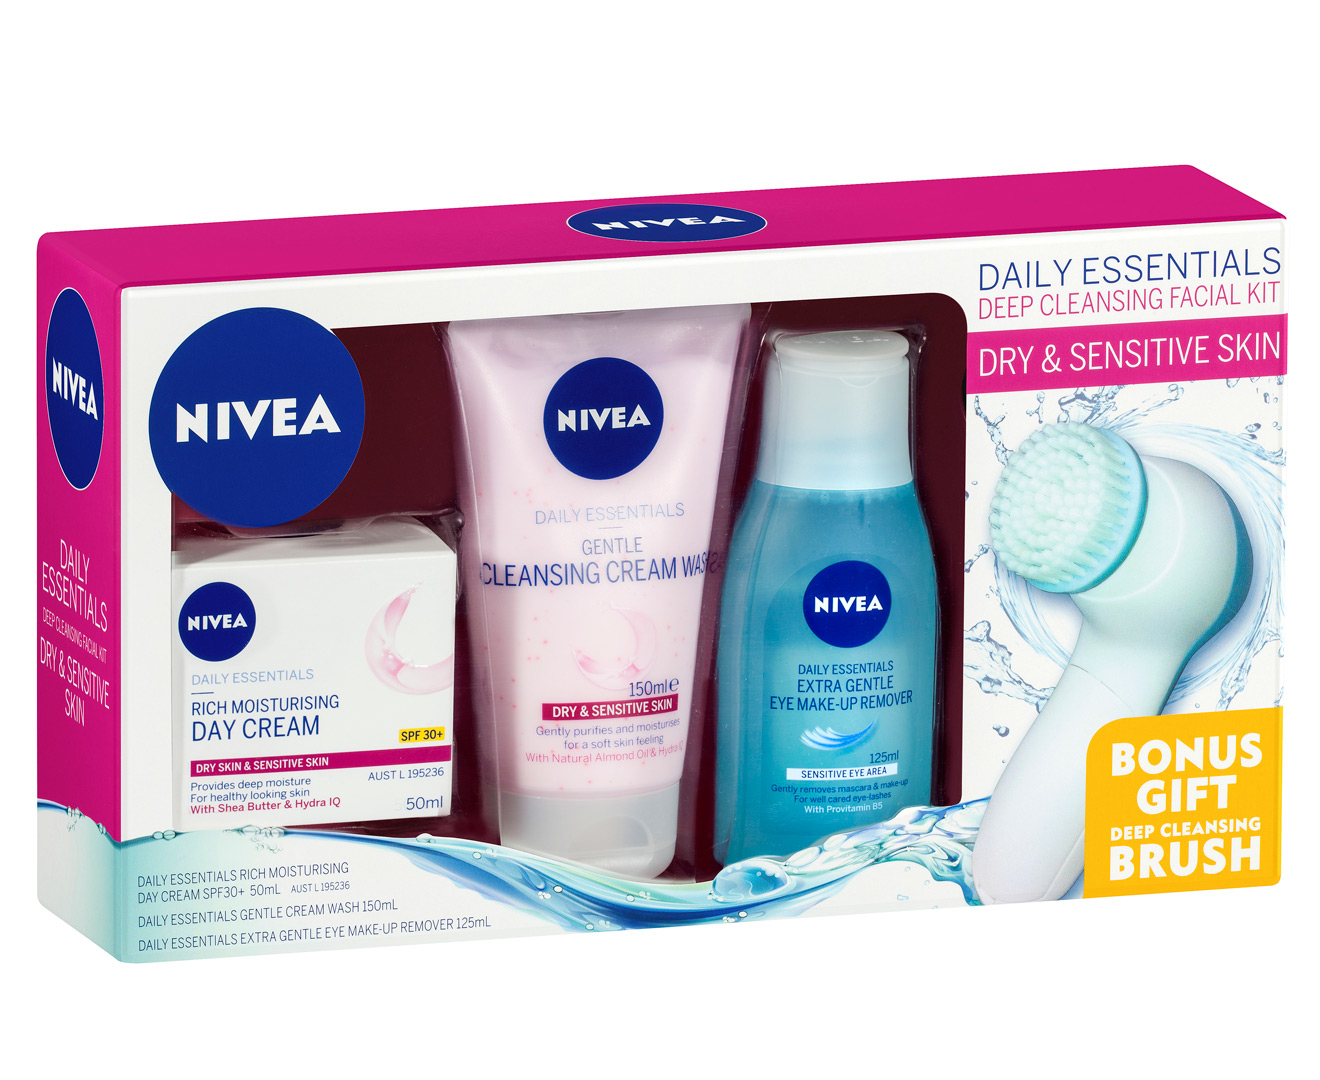 NIVEA
NIVEA
DAILY
ESSENTIALS
DEEP CLEANSING FACIAL KIT
DRY & SENSITIVE
SKIN
NIVEA
DAILY ESSENTIALS
DEEP CLEANSING FACIAL KIT
DRY & SENSITIVE SKIN
NIVEA
DAILY ESSENTIALS
RICH MOISTURISING
DAY CREAM
SPF 30+
DRY SKIN & SENSITIVE SKIN
Provides deep moisture
For healthy looking skin
With Shea Butter & Hydra IQ
AUST L 195236
50ml
NIVEA
DAILY ESSENTIALS
GENTLE
CLEANSING CREAM WASH
150ml e
DRY & SENSITIVE SKIN
Gently purifies and moisturises
for a soft skin feeling
With Natural Almond Oil & Hydra IQ
NIVEA
DAILY ESSENTIALS
EXTRA GENTLE
EYE MAKE-UP REMOVER
125ml
SENSITIVE EYE AREA
Gently removes mascara & make-up
For well cared eye-lashes
With Provitamin B5
BONUS
GIFT
DEEP CLEANSING
BRUSH
DAILY ESSENTIALS RICH MOISTURISING
DAY CREAM SPF30+ 50mL AUST L 195236
DAILY ESSENTIALS GENTLE CREAM WASH 150mL
DAILY ESSENTIALS EXTRA GENTLE EYE MAKE-UP REMOVER 125mL